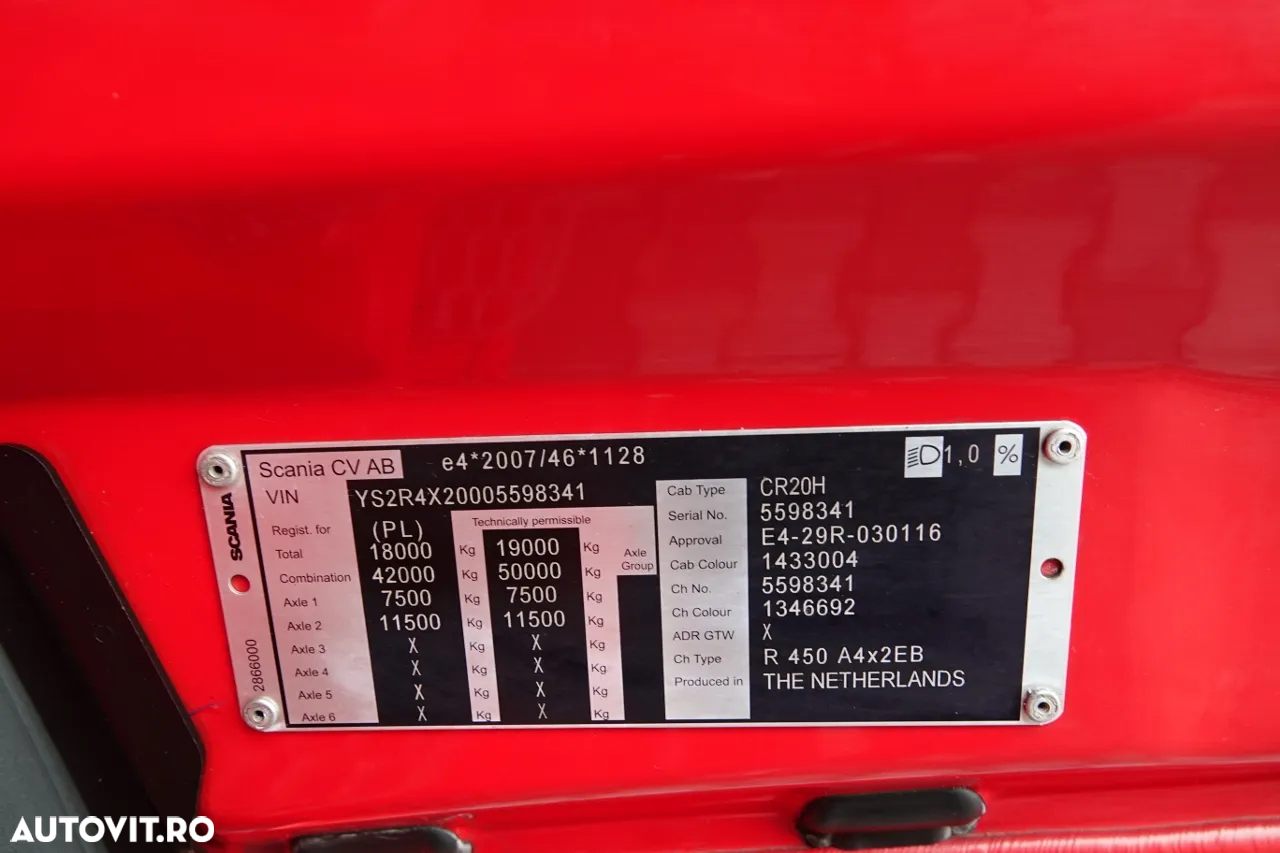 Scania CV AB e4*2007/46*1128 1,0 %
VIN YS2R4X20005598341
Regist. for (PL)
Technically permissible
Total 18000 Kg 19000 Kg
Axle Group
Combination 42000 Kg 50000 Kg
Axle 1 7500 Kg 7500 Kg
Axle 2 11500 Kg 11500 Kg
Axle 3 X Kg X Kg
Axle 4 X Kg X Kg
Axle 5 X Kg X Kg
Axle 6 X Kg X Kg
Cab Type CR20H
Serial No. 5598341
Approval E4-29R-030116
Cab Colour 1433004
Ch No. 5598341
Ch Colour 1346692
ADR GTW X
Ch Type R 450 A4x2EB
Produced in THE NETHERLANDS
SCANIA
2866000
AUTOVIT.RO